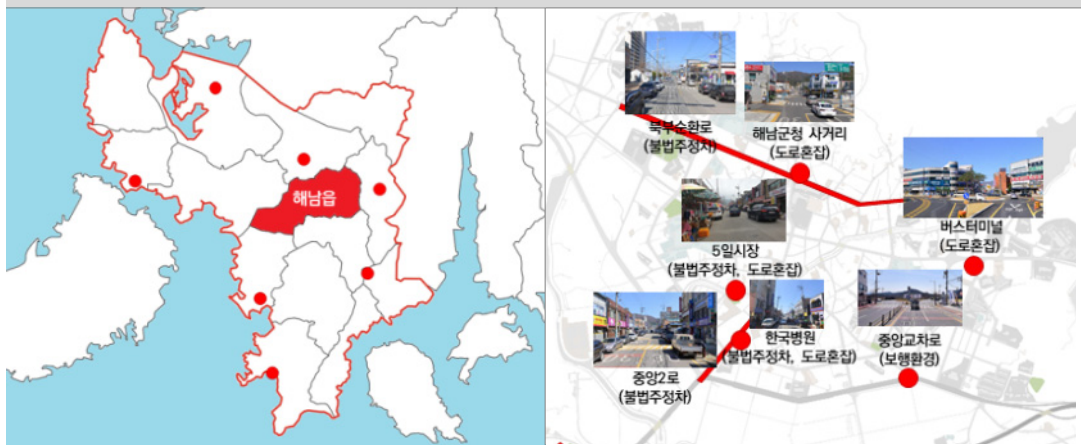 해남읍
북부순환로
(불법주정차)
해남군청 사거리
(도로혼잡)
버스터미널
(도로혼잡)
5일시장
(불법주정차, 도로혼잡)
한국병원
(불법주정차, 도로혼잡)
중앙교차로
(보행환경)
중앙2로
(불법주정차)